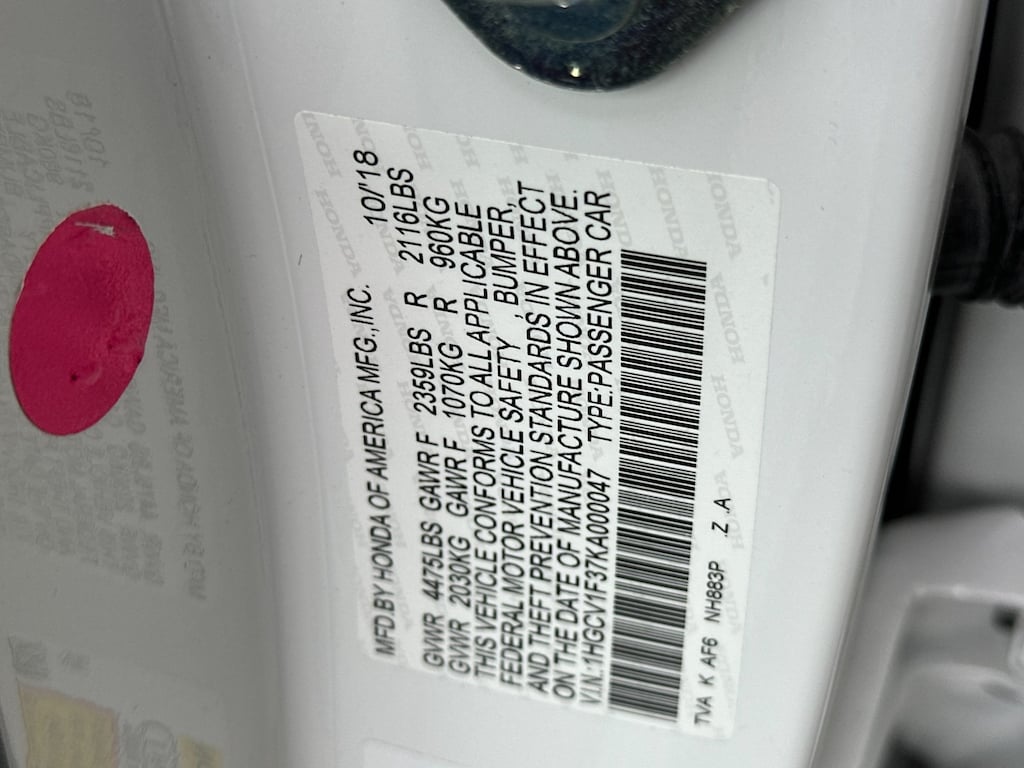 MFD.BY HONDA OF AMERICA MFG.,INC. 10/'18
GVWR 4475LBS GAWR F 2359LBS R 2116LBS
GVWR 2030KG GAWR F 1070KG R 960KG
THIS VEHICLE CONFORMS TO ALL APPLICABLE
FEDERAL MOTOR VEHICLE SAFETY , BUMPER,
AND THEFT PREVENTION STANDARDS IN EFFECT
ON THE DATE OF MANUFACTURE SHOWN ABOVE.
V.I.N.:1HGCV1F37KA000047 TYPE:PASSENGER CAR
TVA K AF6 NH883P .Z .A
HONDA